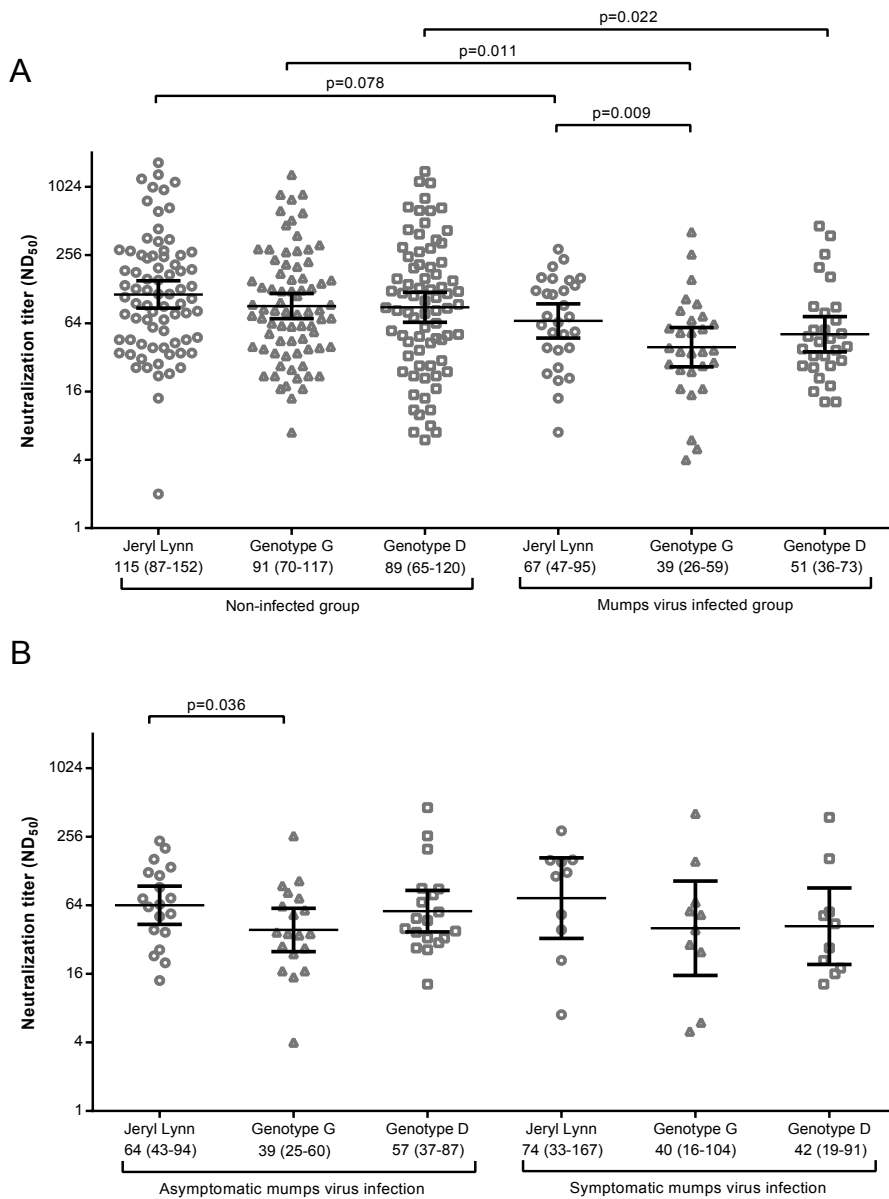 p=0.022
A
p=0.011
p=0.078
p=0.009
Neutralization titer (ND50)
1024
256
64
16
4
1
Jeryl Lynn Genotype G Genotype D Jeryl Lynn Genotype G Genotype D
115 (87-152) 91 (70-117) 89 (65-120) 67 (47-95) 39 (26-59) 51 (36-73)
Non-infected group Mumps virus infected group
B
p=0.036
Neutralization titer (ND50)
1024
256
64
16
4
1
Jeryl Lynn Genotype G Genotype D Jeryl Lynn Genotype G Genotype D
64 (43-94) 39 (25-60) 57 (37-87) 74 (33-167) 40 (16-104) 42 (19-91)
Asymptomatic mumps virus infection Symptomatic mumps virus infection